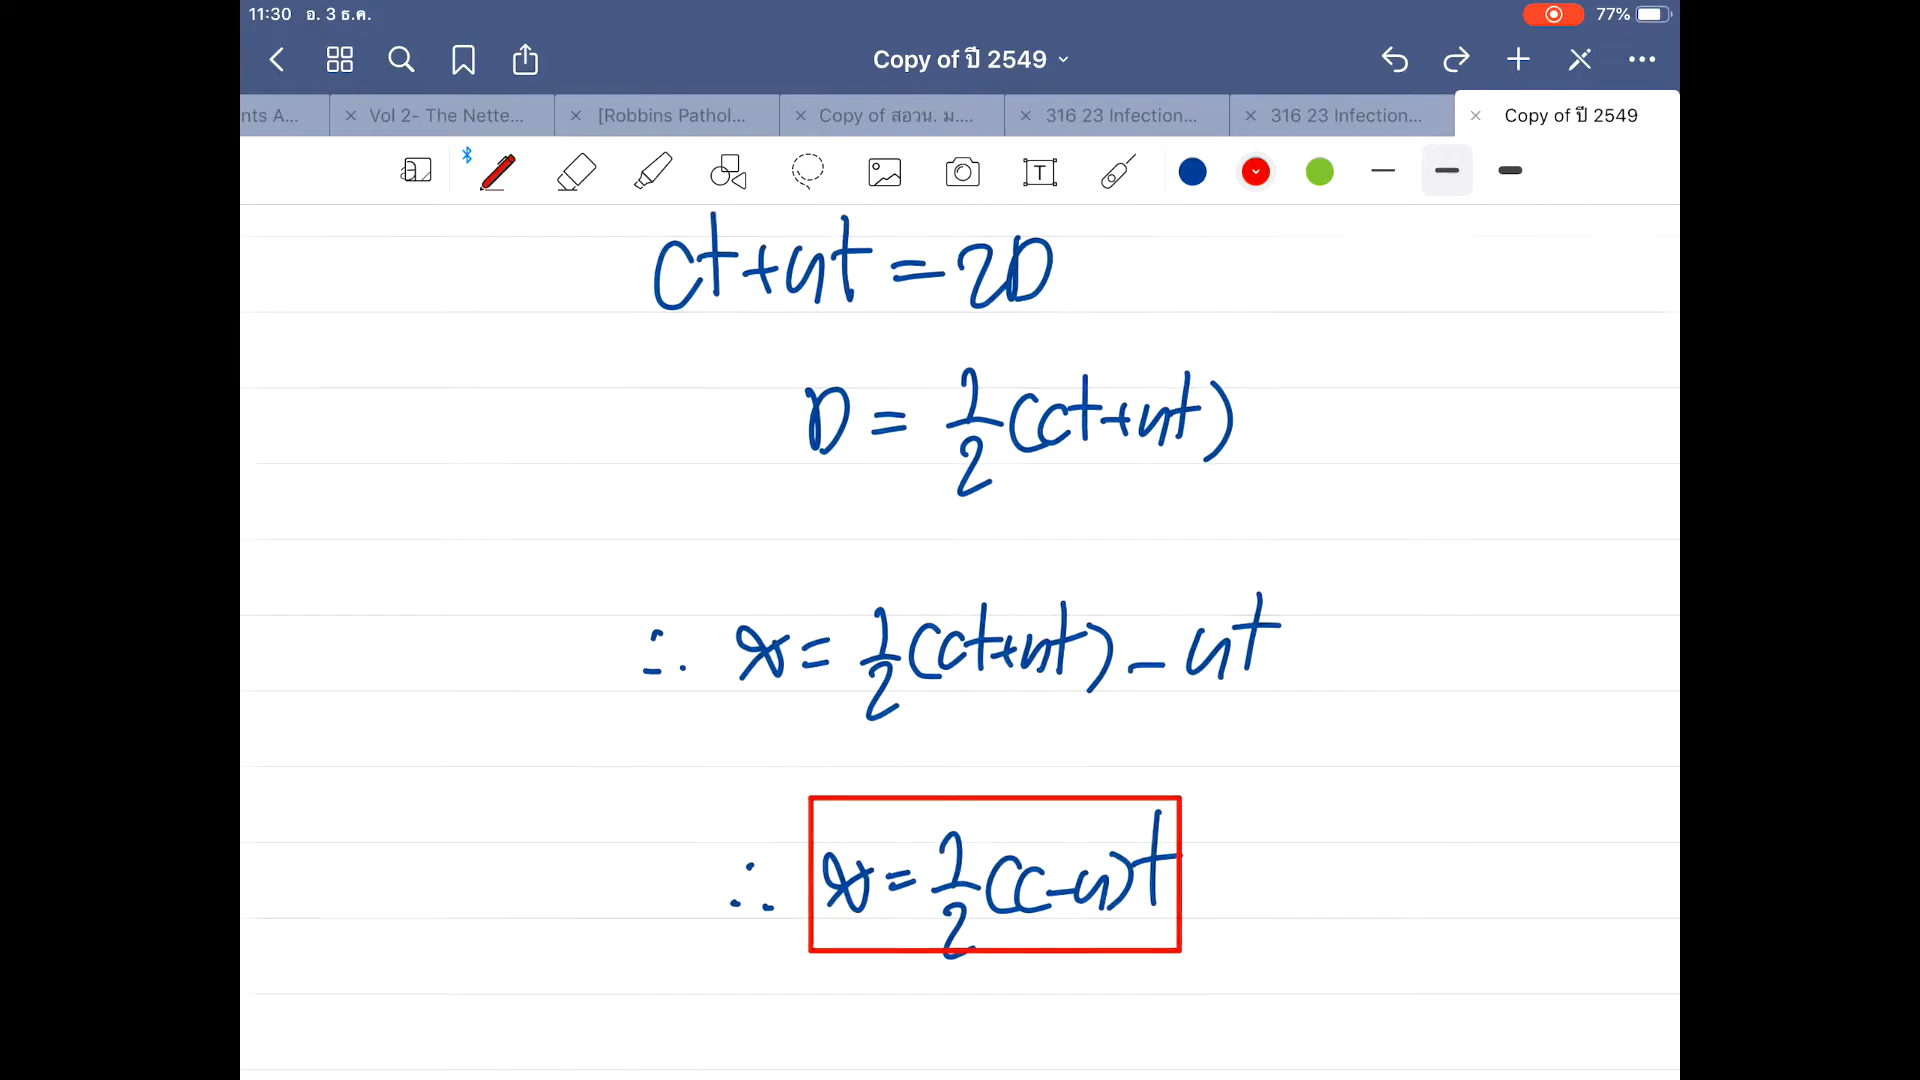 11:30 อ. 3 ธ.ค. 77%
Copy of ปี 2549
nts A... Vol 2- The Nette... [Robbins Pathol... Copy of สอวน. ม.... 316 23 Infection... 316 23 Infection... Copy of ปี 2549
ct+ut=2D
D = 1/2 (ct+ut)
∴ x = 1/2 (ct+ut) - ut
∴ x = 1/2 (c-u)t